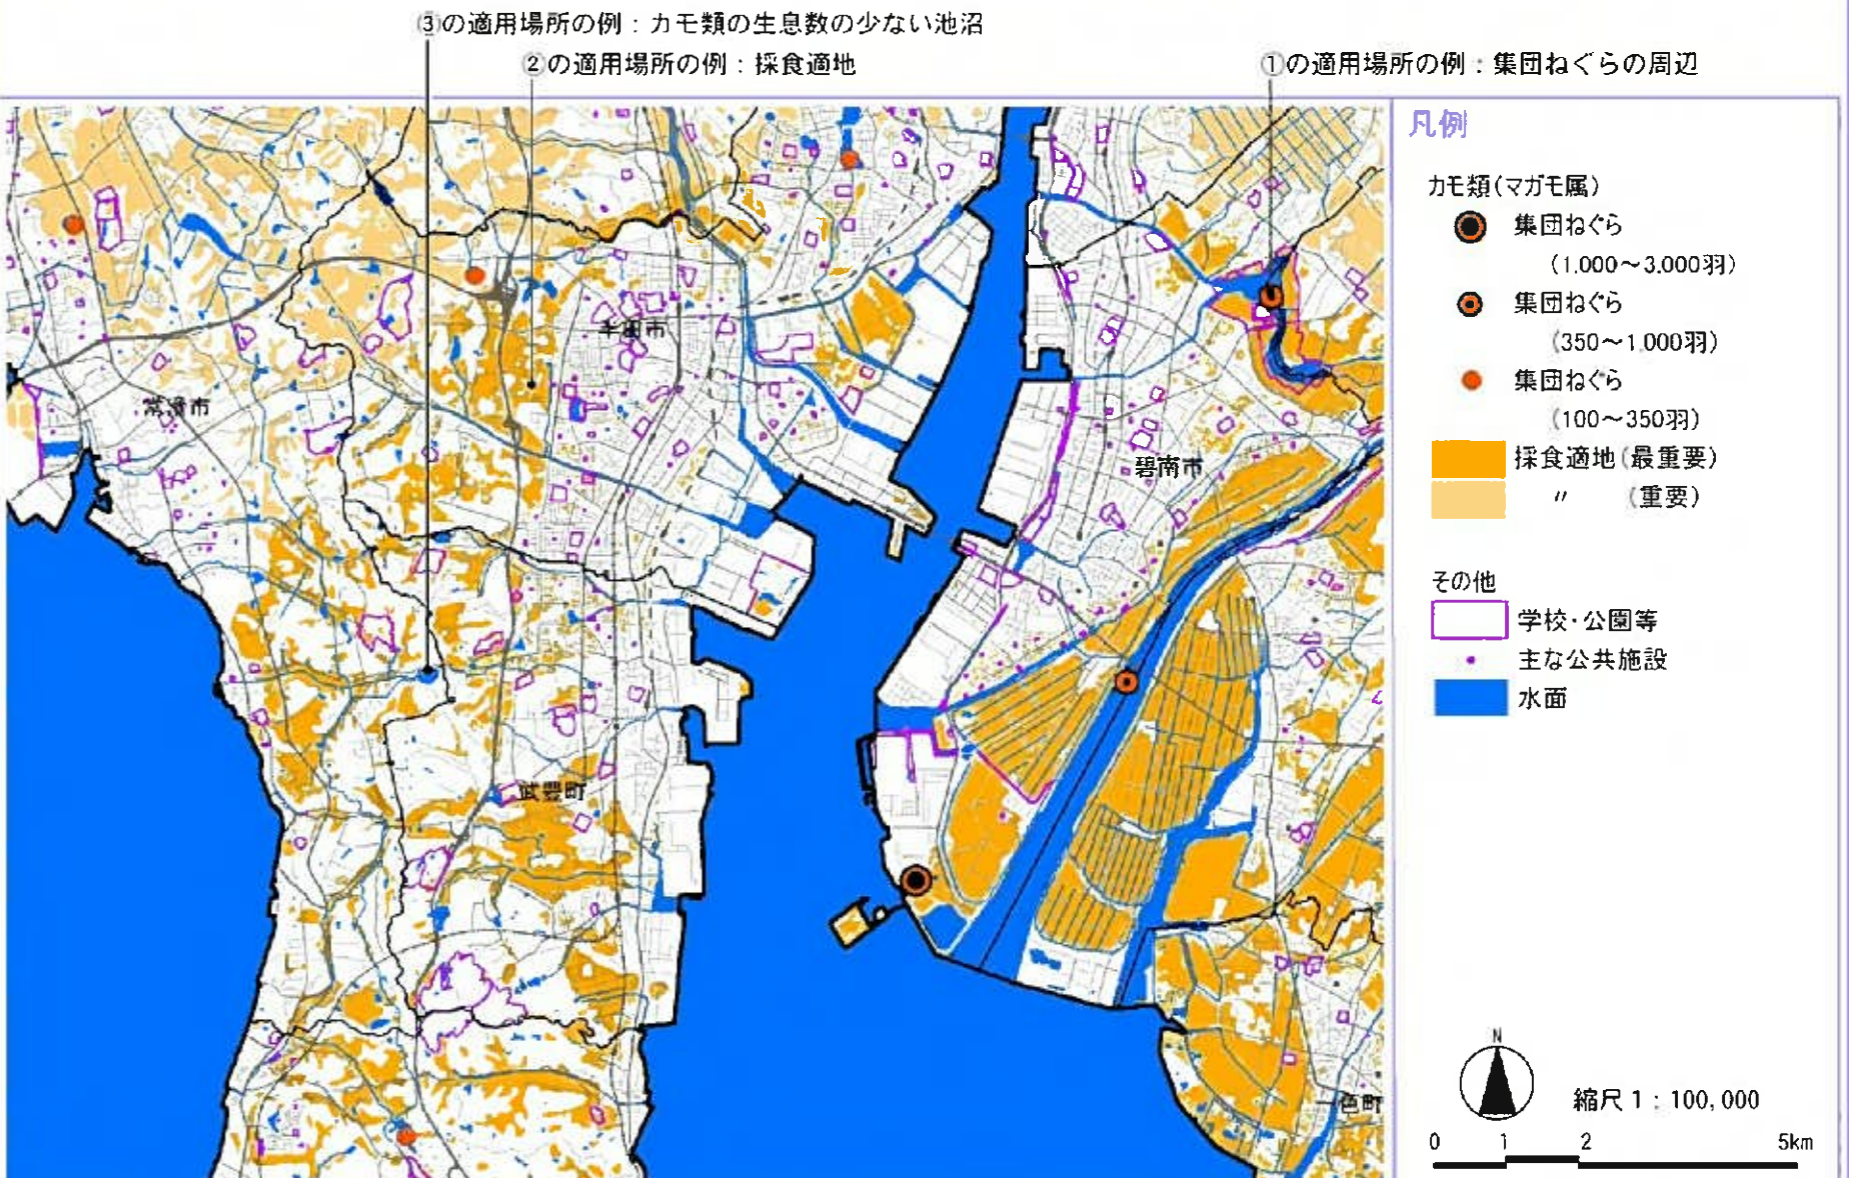 ③の適用場所の例：カモ類の生息数の少ない池沼
②の適用場所の例：採食適地
①の適用場所の例：集団ねぐらの周辺
凡例
カモ類(マガモ属)
集団ねぐら
(1,000～3,000羽)
集団ねぐら
(350～1,000羽)
集団ねぐら
(100～350羽)
採食適地(最重要)
〃 (重要)
その他
学校・公園等
主な公共施設
水面
半田市
常滑市
碧南市
武豊町
一色町
N
縮尺 1：100,000
0 1 2 5km